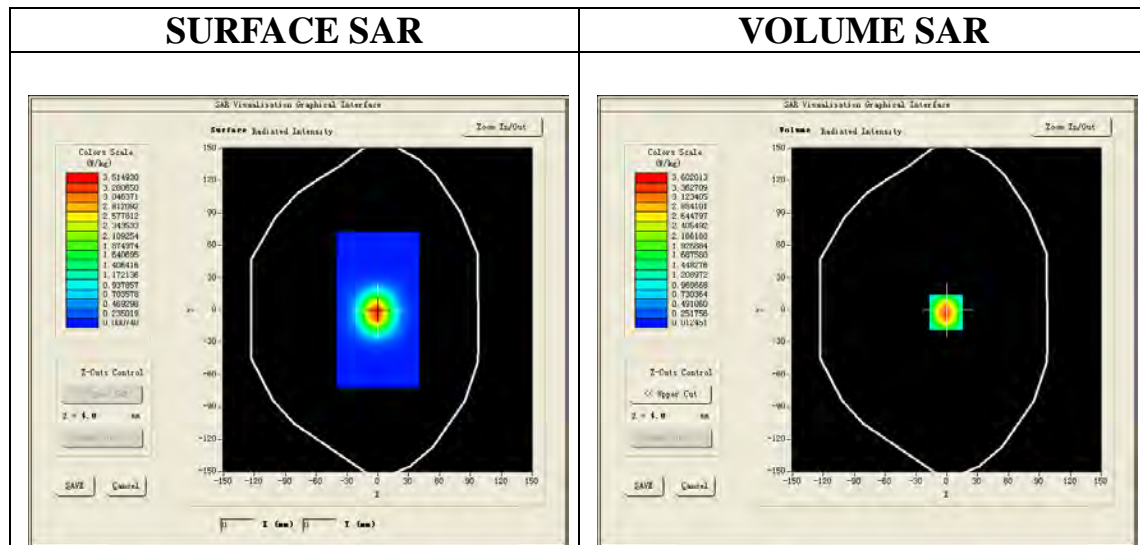 SURFACE SAR
VOLUME SAR
SAR Visualisation Graphical Interface
Surface Radiated Intensity
Zoom In/Out
Colors Scale
(W/kg)
3.514930
3.280650
3.046371
2.812092
2.577812
2.343533
2.109254
1.874974
1.640695
1.406416
1.172136
0.937857
0.703578
0.469298
0.235019
0.000740
150
120
90
60
30
0
-30
-60
-90
-120
-150
-150 -120 -90 -60 -30 0 30 60 90 120 150
X
Z-Cuts Control
Z = 4.0 mm
SAVE Cancel
0 X (mm) 0 Y (mm)
SAR Visualisation Graphical Interface
Volume Radiated Intensity
Zoom In/Out
Colors Scale
(W/kg)
3.602013
3.362709
3.123405
2.884101
2.644797
2.405492
2.166188
1.926884
1.687580
1.448276
1.208972
0.969668
0.730364
0.491060
0.251756
0.012451
150
120
90
60
30
0
-30
-60
-90
-120
-150
-150 -120 -90 -60 -30 0 30 60 90 120 150
X
Z-Cuts Control
<< Upper Cut
Z = 4.0 mm
SAVE Cancel